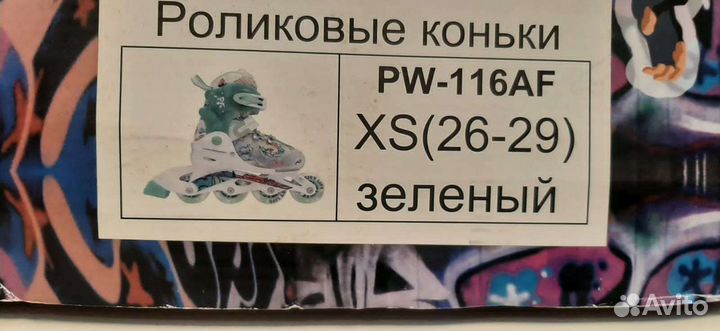 Роликовые коньки
PW-116AF
XS(26-29)
зеленый
Avito